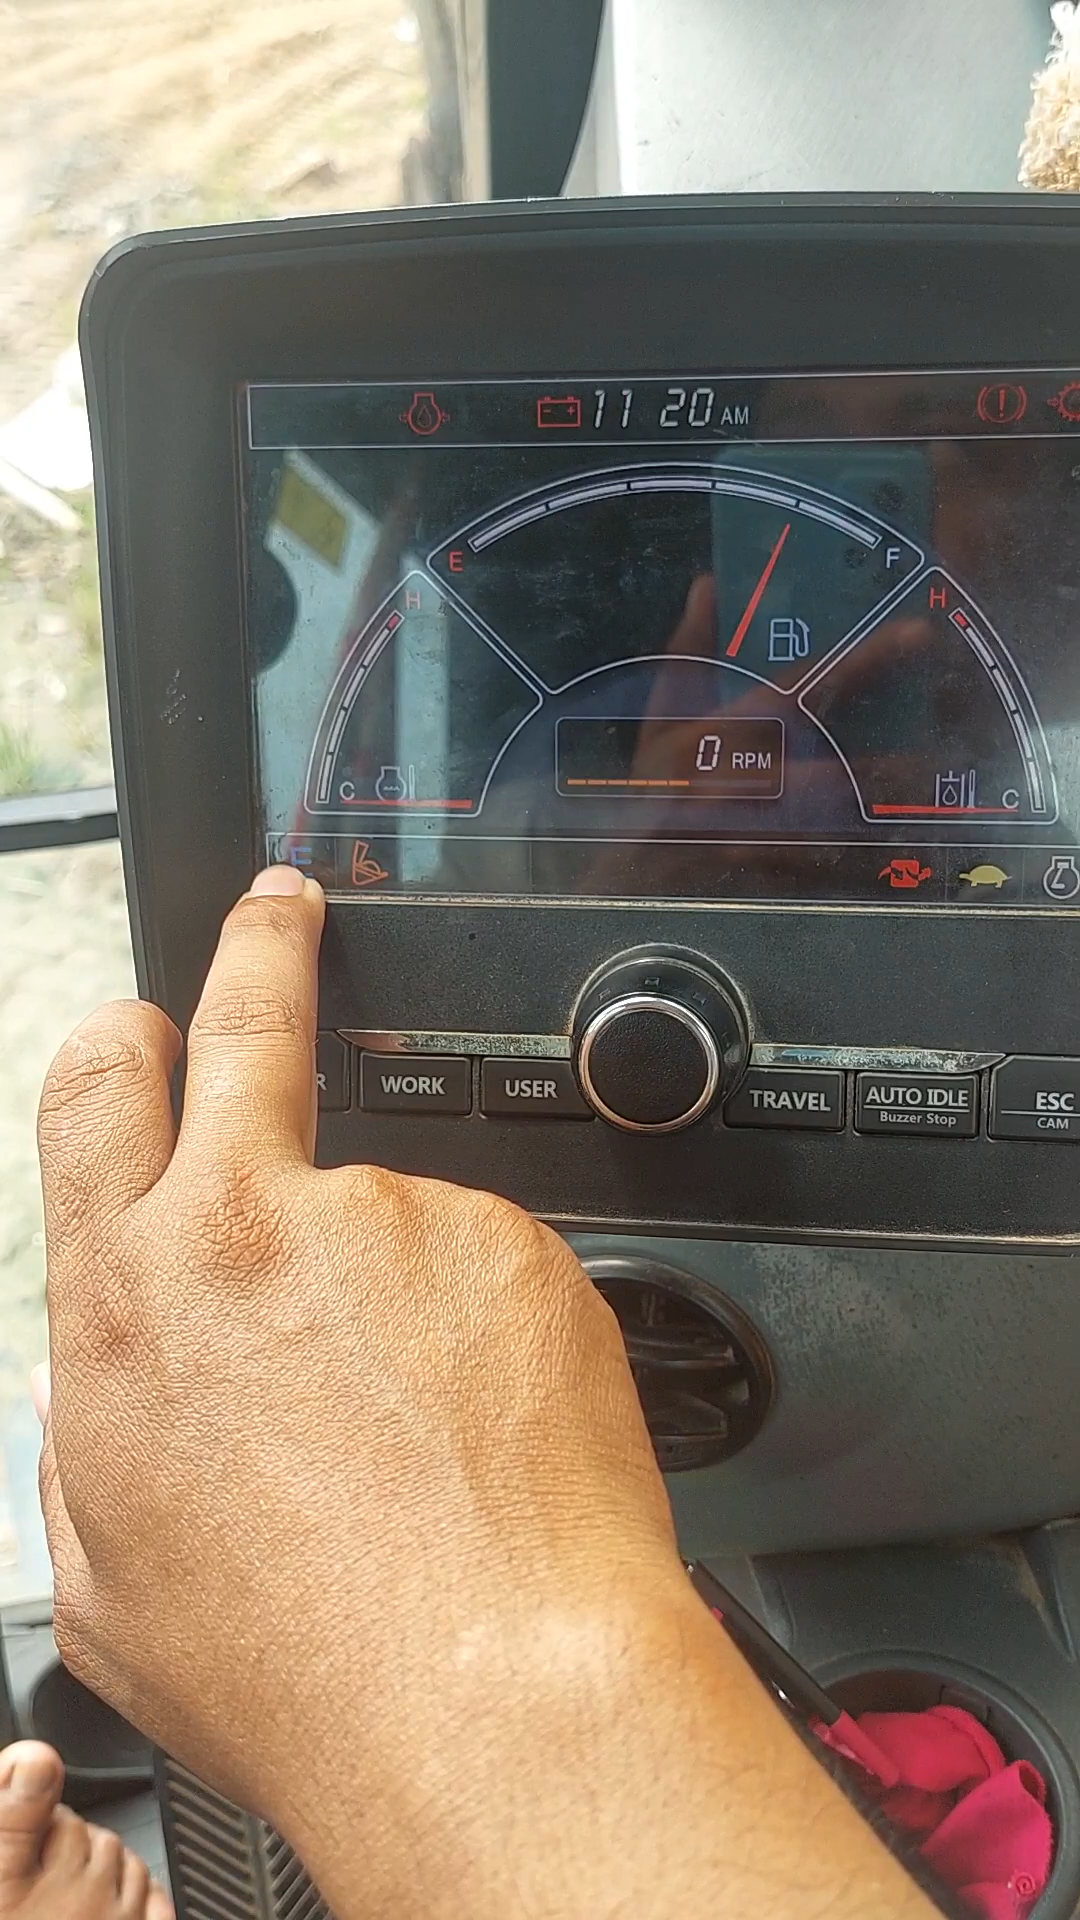 11 20 AM
E
F
H
H
0 RPM
C
C
E
R
WORK
USER
TRAVEL
AUTO IDLE
Buzzer Stop
ESC
CAM